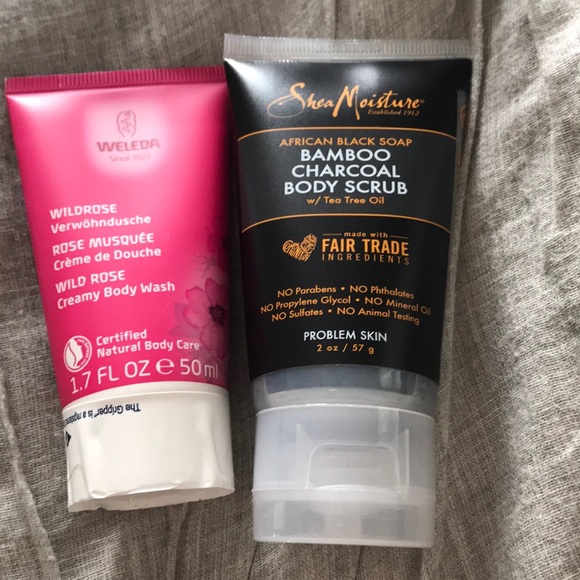 WELEDA
Since 1921
WILDROSE
Verwöhndusche
ROSE MUSQUÉE
Crème de Douche
WILD ROSE
Creamy Body Wash
Certified
Natural Body Care
1.7 FL OZ e 50 ml
The Gripper® is a
SheaMoisture®
Established 1912
AFRICAN BLACK SOAP
BAMBOO
CHARCOAL
BODY SCRUB
w/ Tea Tree Oil
made with
FAIR TRADE
INGREDIENTS
NO Parabens • NO Phthalates
NO Propylene Glycol • NO Mineral Oil
NO Sulfates • NO Animal Testing
PROBLEM SKIN
2 oz / 57 g